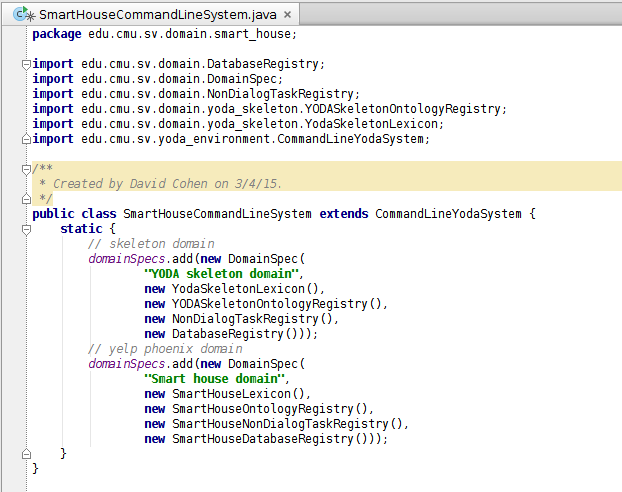 SmartHouseCommandLineSystem.java ×
package edu.cmu.sv.domain.smart_house;
import edu.cmu.sv.domain.DatabaseRegistry;
import edu.cmu.sv.domain.DomainSpec;
import edu.cmu.sv.domain.NonDialogTaskRegistry;
import edu.cmu.sv.domain.yoda_skeleton.YODASkeletonOntologyRegistry;
import edu.cmu.sv.domain.yoda_skeleton.YodaSkeletonLexicon;
import edu.cmu.sv.yoda_environment.CommandLineYodaSystem;
/**
* Created by David Cohen on 3/4/15.
*/
public class SmartHouseCommandLineSystem extends CommandLineYodaSystem {
static {
// skeleton domain
domainSpecs.add(new DomainSpec(
"YODA skeleton domain",
new YodaSkeletonLexicon(),
new YODASkeletonOntologyRegistry(),
new NonDialogTaskRegistry(),
new DatabaseRegistry()));
// yelp phoenix domain
domainSpecs.add(new DomainSpec(
"Smart house domain",
new SmartHouseLexicon(),
new SmartHouseOntologyRegistry(),
new SmartHouseNonDialogTaskRegistry(),
new SmartHouseDatabaseRegistry()));
}
}